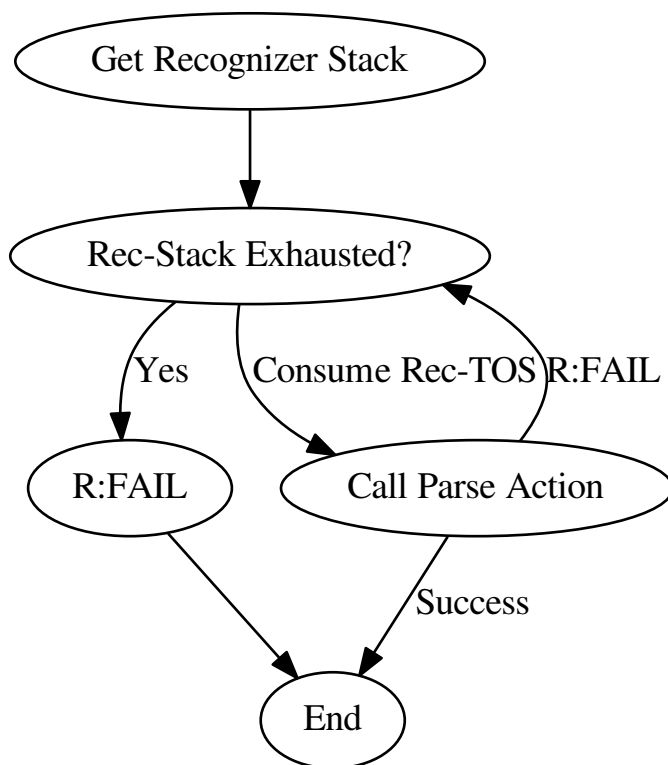 Get Recognizer Stack
Rec-Stack Exhausted?
Yes
Consume Rec-TOS
R:FAIL
R:FAIL
Call Parse Action
Success
End